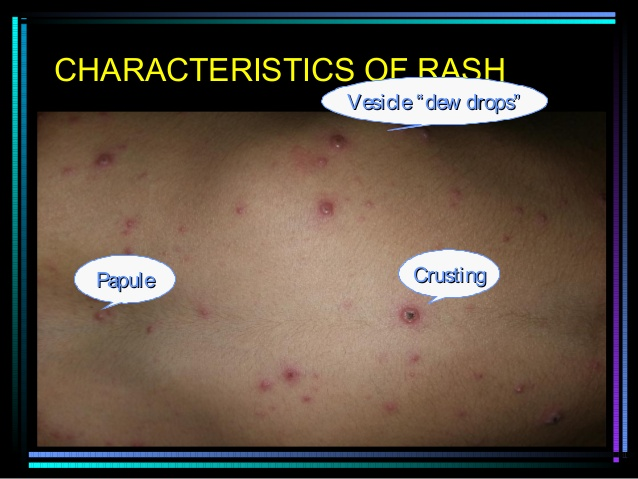 CHARACTERISTICS OF RASH
Vesicle “dew drops”
Papule
Crusting